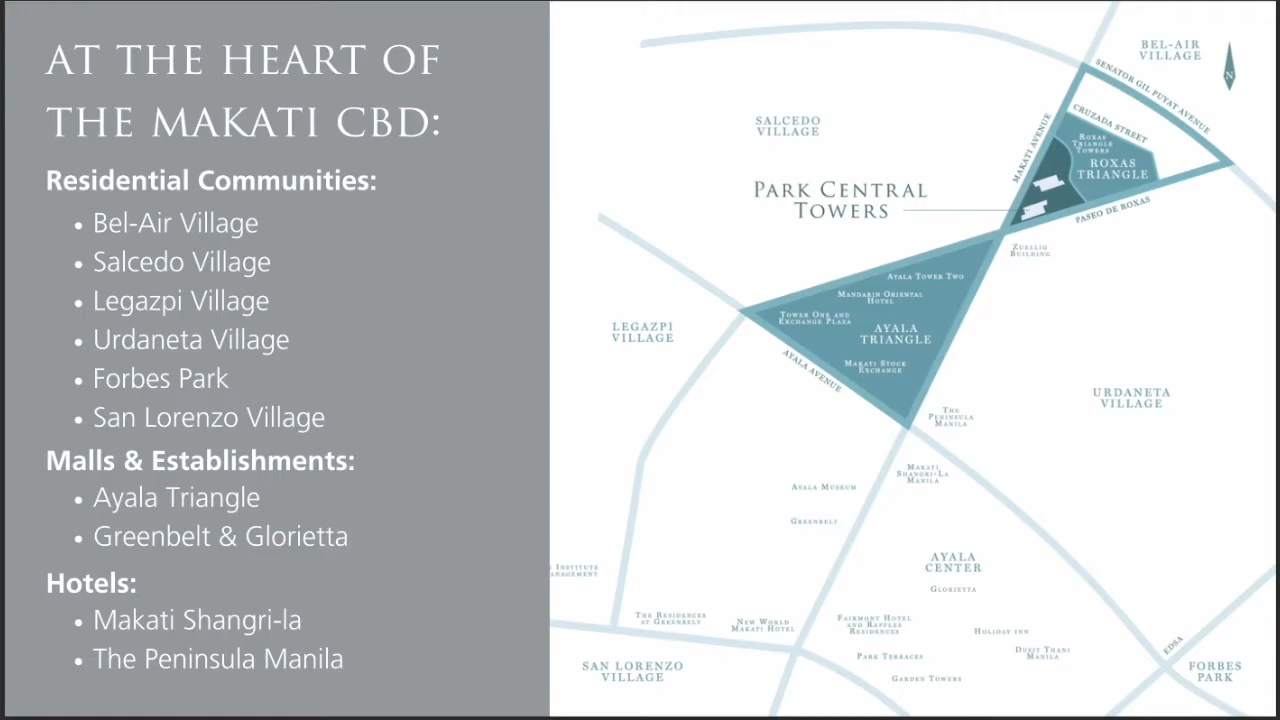 AT THE HEART OF
THE MAKATI CBD:
Residential Communities:
• Bel-Air Village
• Salcedo Village
• Legazpi Village
• Urdaneta Village
• Forbes Park
• San Lorenzo Village
Malls & Establishments:
• Ayala Triangle
• Greenbelt & Glorietta
Hotels:
• Makati Shangri-la
• The Peninsula Manila
BEL-AIR
VILLAGE
N
SENATOR GIL PUYAT AVENUE
CRUZADA STREET
SALCEDO
VILLAGE
MAKATI AVENUE
ROXAS
TRIANGLE
TOWERS
ROXAS
TRIANGLE
PARK CENTRAL
TOWERS
PASEO DE ROXAS
ZUELLIG
BUILDING
AYALA TOWER TWO
MANDARIN ORIENTAL
HOTEL
TOWER ONE AND
EXCHANGE PLAZA
AYALA
TRIANGLE
LEGAZPI
VILLAGE
AYALA AVENUE
MAKATI STOCK
EXCHANGE
URDANETA
VILLAGE
THE
PENINSULA
MANILA
MAKATI
SHANGRI-LA
MANILA
AYALA MUSEUM
GREENBELT
AYALA
CENTER
INSTITUTE
ANAGEMENT
GLORIETTA
THE RESIDENCES
AT GREENBELT
NEW WORLD
MAKATI HOTEL
FAIRMONT HOTEL
AND RAFFLES
RESIDENCES
HOLIDAY INN
PARK TERRACES
DUSIT THANI
MANILA
EDSA
SAN LORENZO
VILLAGE
GARDEN TOWERS
FORBES
PARK